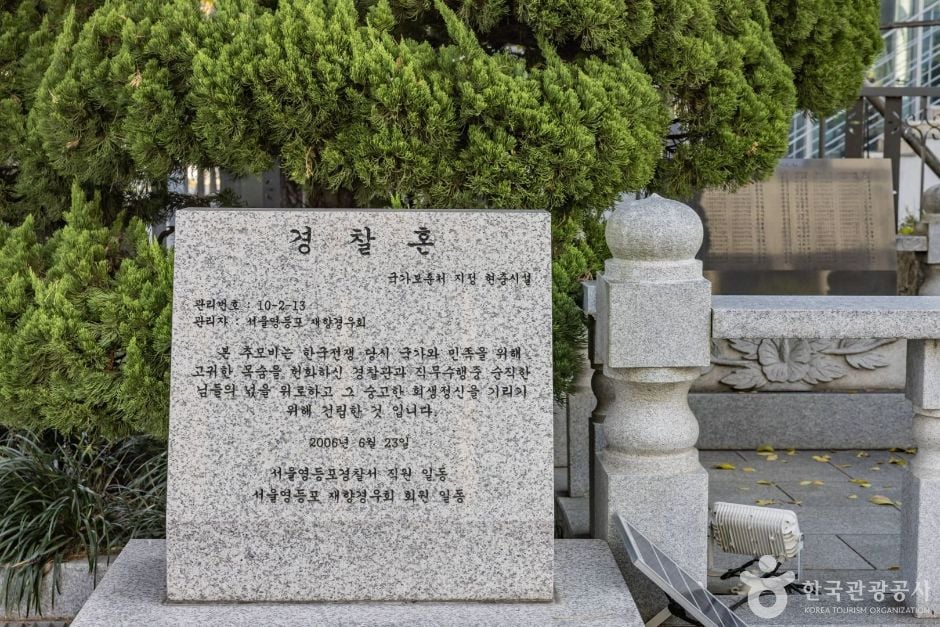 경 찰 혼
국가보훈처 지정 현충시설
관리번호 : 10-2-13
관리자 : 서울영등포 재향경우회
본 추모비는 한국전쟁 당시 국가와 민족을 위해
고귀한 목숨을 헌화하신 경찰관과 직무수행중 순직한
님들의 넋을 위로하고 그 숭고한 희생정신을 기리기
위해 건립한 것 입니다.
2006년 6월 23일
서울영등포경찰서 직원 일동
서울영등포 재향경우회 회원 일동
한국관광공사
KOREA TOURISM ORGANIZATION